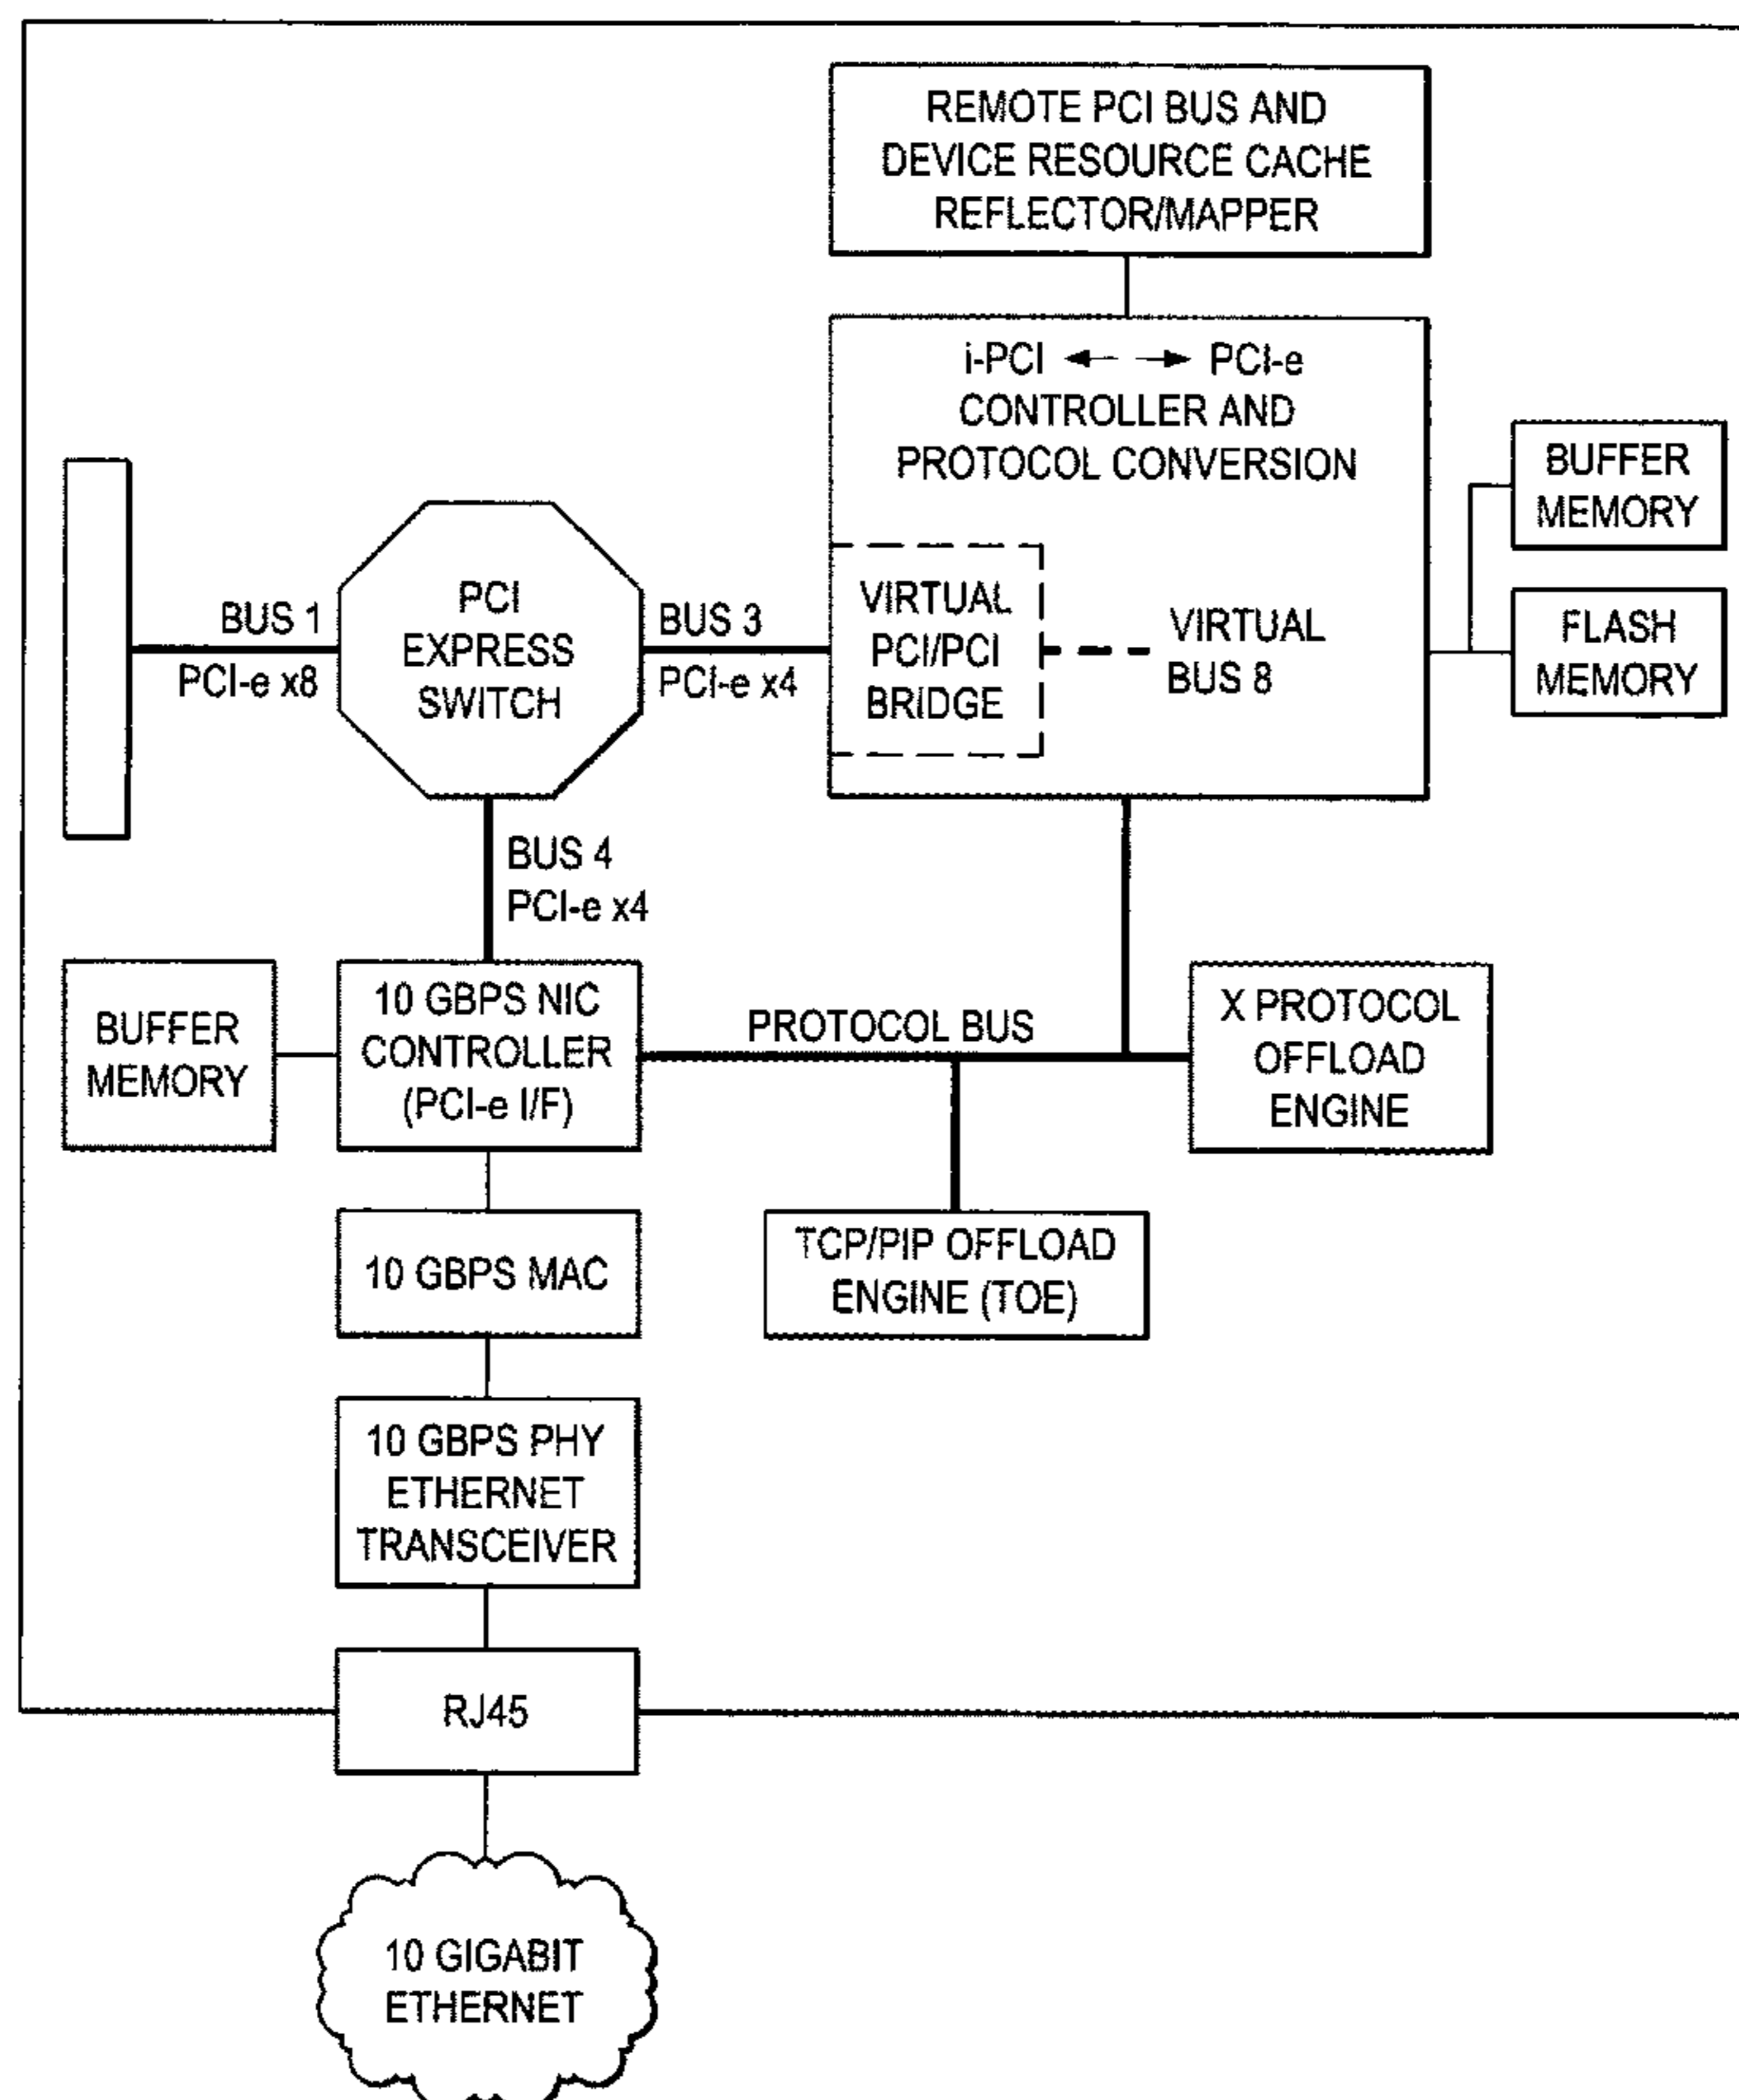 REMOTE PCI BUS AND
DEVICE RESOURCE CACHE
REFLECTOR/MAPPER
i-PCI PCI-e
CONTROLLER AND
PROTOCOL CONVERSION
BUFFER
MEMORY
FLASH
MEMORY
VIRTUAL
PCI/PCI
BRIDGE
VIRTUAL
BUS 8
BUS 1
PCI-e x8
PCI
EXPRESS
SWITCH
BUS 3
PCI-e x4
BUS 4
PCI-e x4
BUFFER
MEMORY
10 GBPS NIC
CONTROLLER
(PCI-e I/F)
PROTOCOL BUS
X PROTOCOL
OFFLOAD
ENGINE
TCP/PIP OFFLOAD
ENGINE (TOE)
10 GBPS MAC
10 GBPS PHY
ETHERNET
TRANSCEIVER
RJ45
10 GIGABIT
ETHERNET